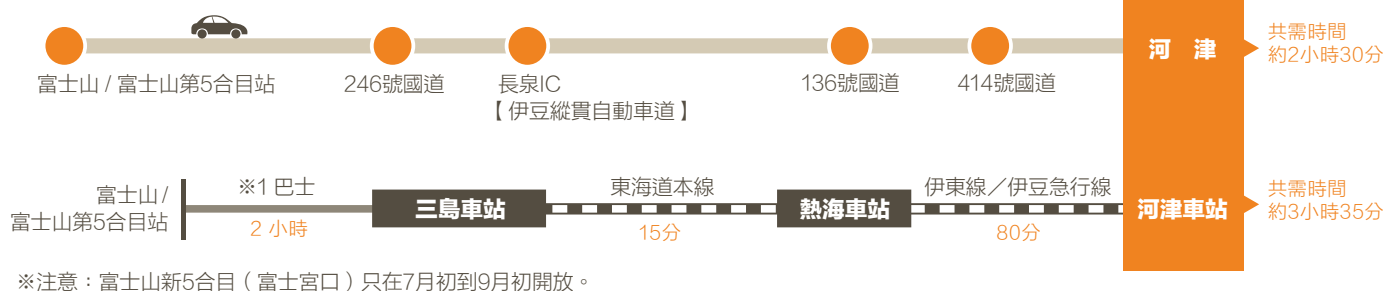 富士山 / 富士山第5合目站
246號國道
長泉IC
【 伊豆縱貫自動車道 】
136號國道
414號國道
河 津
共需時間
約2小時30分
富士山 /
富士山第5合目站
※1 巴士
2 小時
三島車站
東海道本線
15分
熱海車站
伊東線／伊豆急行線
80分
河津車站
共需時間
約3小時35分
※注意：富士山新5合目（富士宮口）只在7月初到9月初開放。